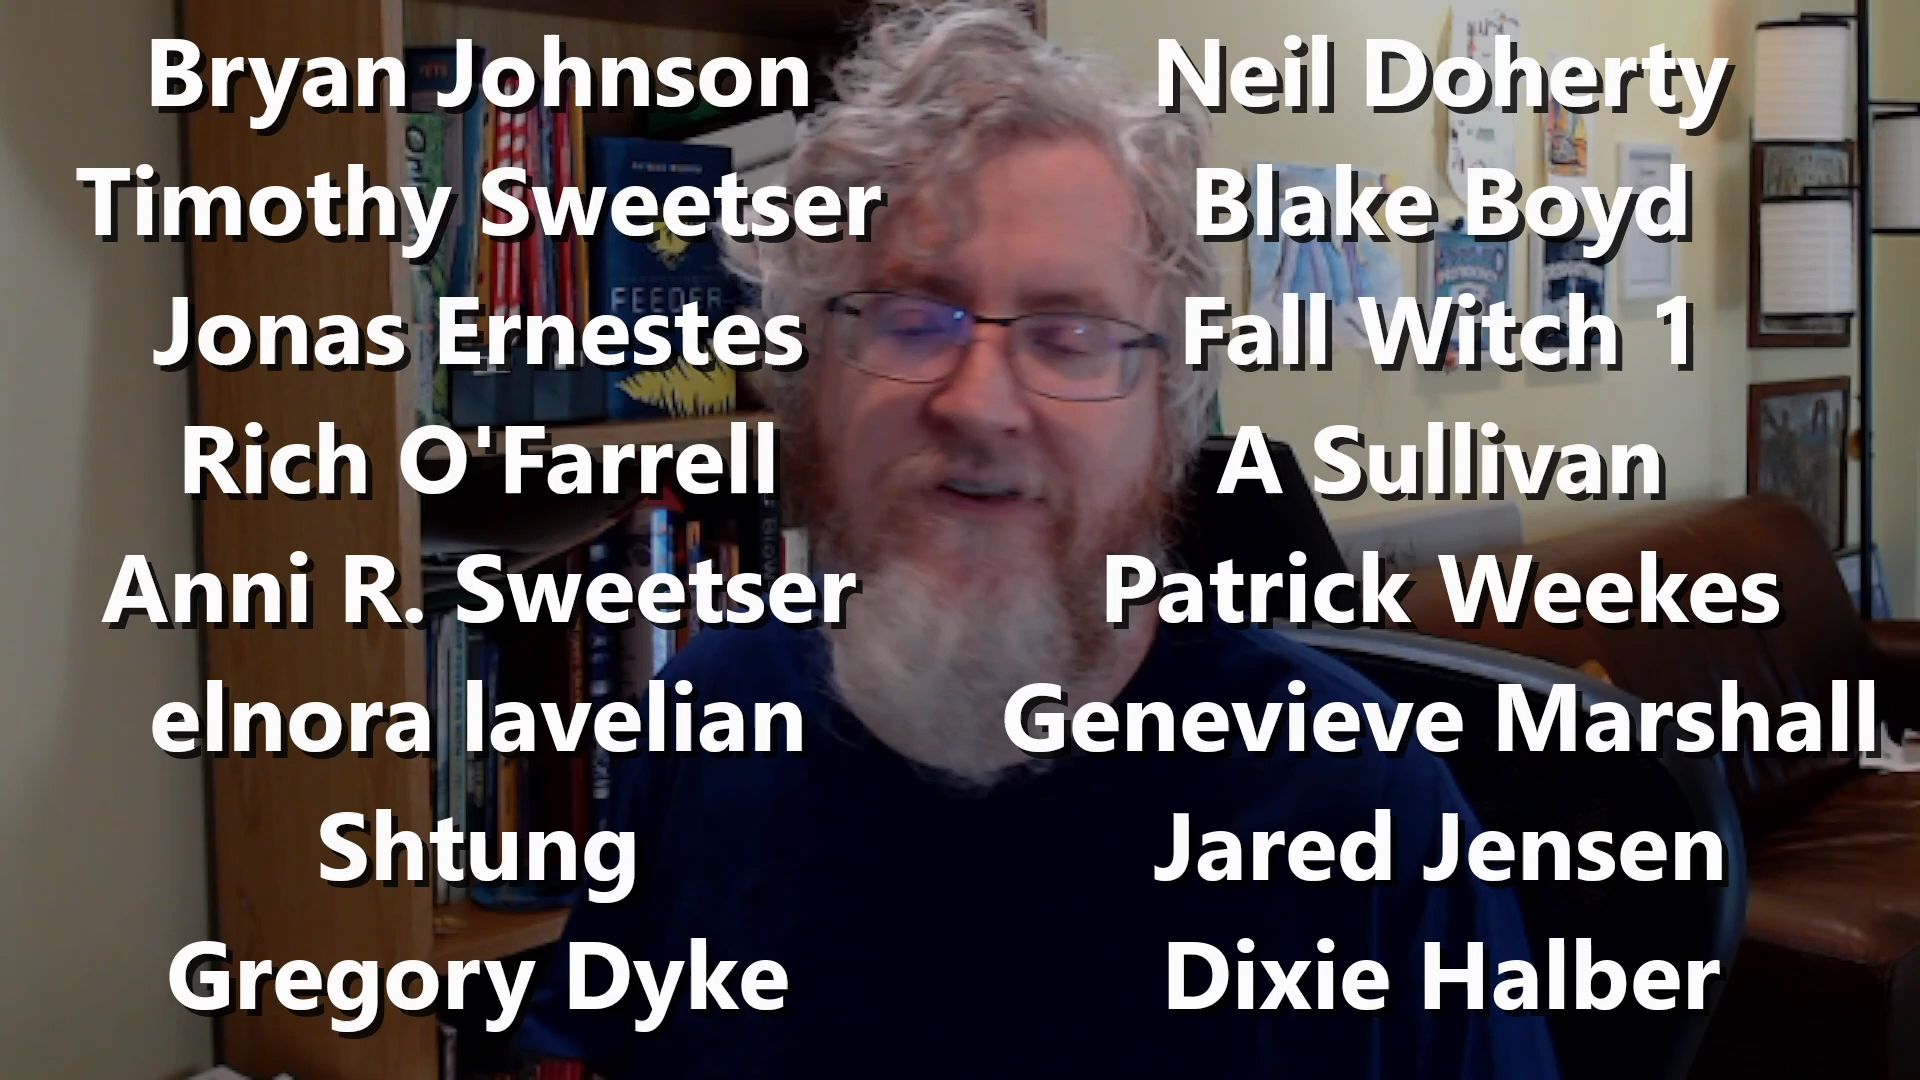 Bryan Johnson
Timothy Sweetser
Jonas Ernestes
Rich O'Farrell
Anni R. Sweetser
elnora lavelian
Shtung
Gregory Dyke
Neil Doherty
Blake Boyd
Fall Witch 1
A Sullivan
Patrick Weekes
Genevieve Marshall
Jared Jensen
Dixie Halber
FEEDER